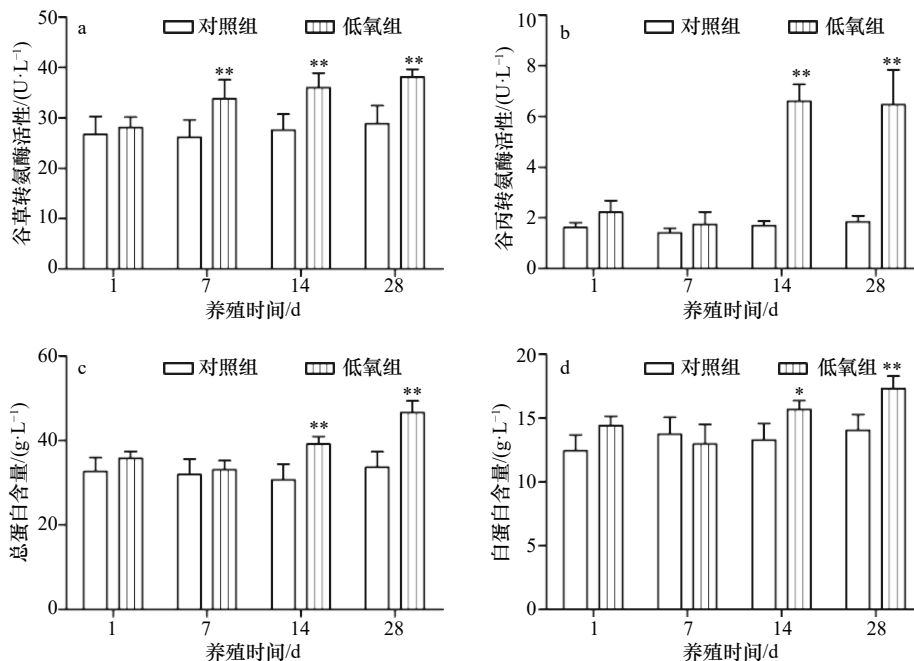 a
对照组 低氧组
谷草转氨酶活性/(U·L⁻¹)
50
40
30
20
10
0
** ** **
1 7 14 28
养殖时间/d
b
对照组 低氧组
谷丙转氨酶活性/(U·L⁻¹)
10
8
6
4
2
0
** **
1 7 14 28
养殖时间/d
c
对照组 低氧组
总蛋白含量/(g·L⁻¹)
60
40
20
0
** **
1 7 14 28
养殖时间/d
d
对照组 低氧组
白蛋白含量/(g·L⁻¹)
20
15
10
5
0
* **
1 7 14 28
养殖时间/d